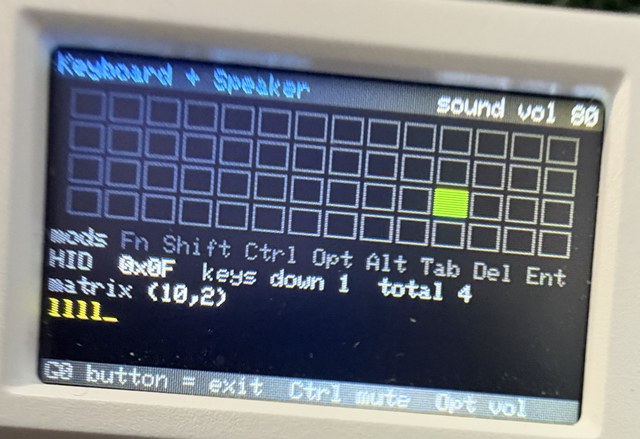 Keyboard + Speaker
sound vol 80
mods Fn Shift Ctrl Opt Alt Tab Del Ent
HID 0x0F keys down 1 total 4
matrix (10,2)
llll_
G0 button = exit Ctrl mute Opt vol